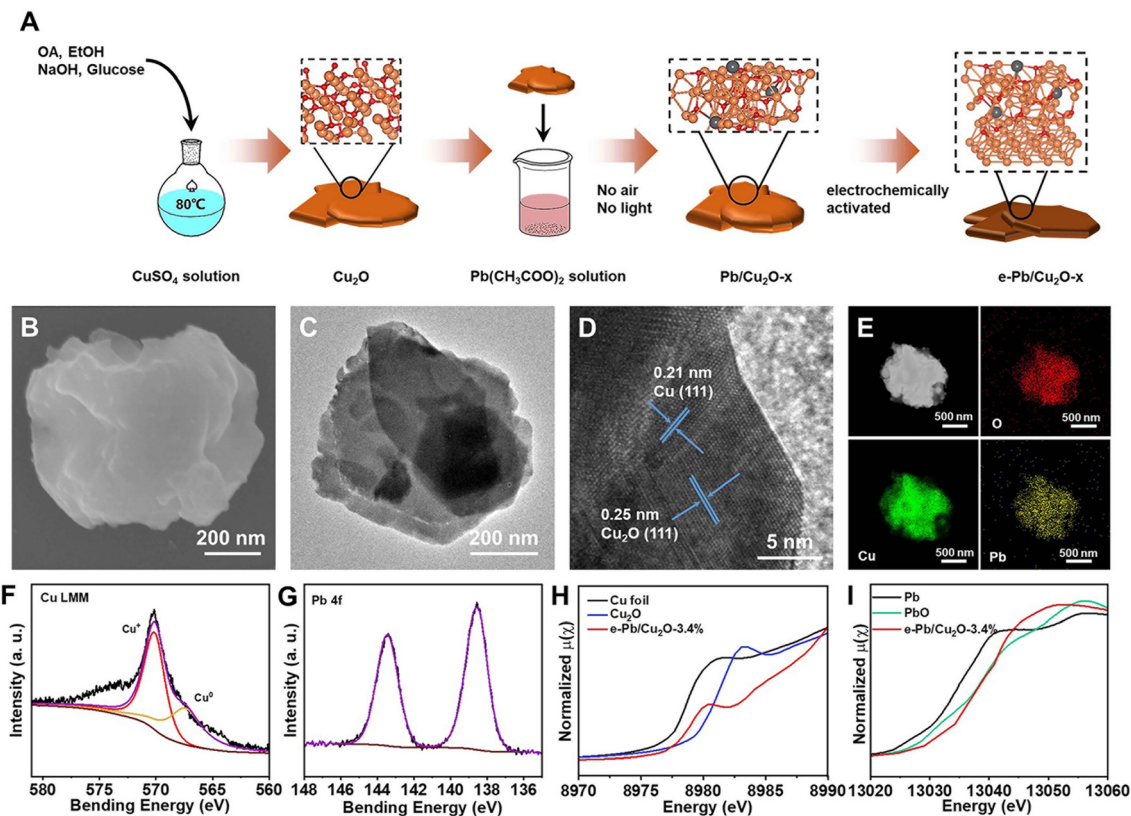 A
OA, EtOH
NaOH, Glucose
80℃
No air
No light
electrochemically
activated
CuSO₄ solution
Cu₂O
Pb(CH₃COO)₂ solution
Pb/Cu₂O-x
e-Pb/Cu₂O-x
B
200 nm
C
200 nm
D
0.21 nm
Cu (111)
0.25 nm
Cu₂O (111)
5 nm
E
500 nm
O
500 nm
Cu
500 nm
Pb
500 nm
F
Cu LMM
Cu⁺
Cu⁰
Intensity (a. u.)
580 575 570 565 560
Bending Energy (eV)
G
Pb 4f
Intensity (a. u.)
148 146 144 142 140 138 136
Bending Energy (eV)
H
Cu foil
Cu₂O
e-Pb/Cu₂O-3.4%
Normalized μ(χ)
8970 8975 8980 8985 8990
Energy (eV)
I
Pb
PbO
e-Pb/Cu₂O-3.4%
Normalized μ(χ)
13020 13030 13040 13050 13060
Energy (eV)